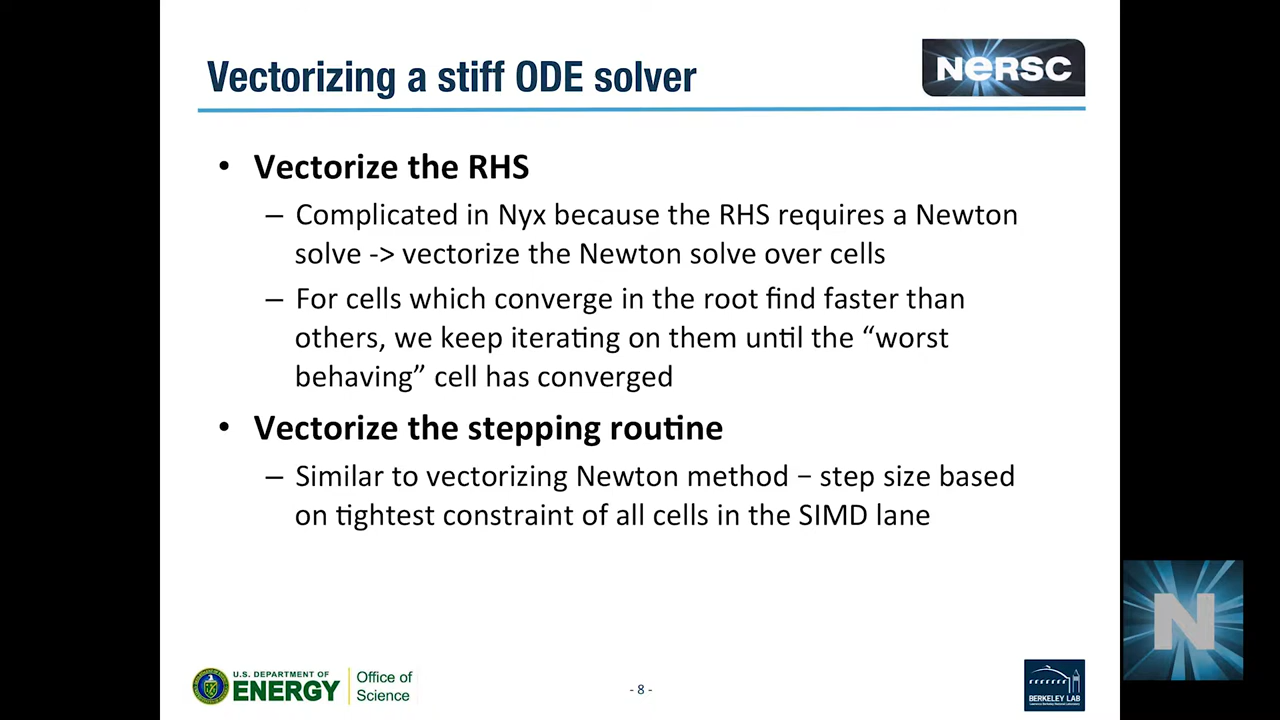 Vectorizing a stiff ODE solver
NERSC
• Vectorize the RHS
– Complicated in Nyx because the RHS requires a Newton
solve -> vectorize the Newton solve over cells
– For cells which converge in the root find faster than
others, we keep iterating on them until the “worst
behaving” cell has converged
• Vectorize the stepping routine
– Similar to vectorizing Newton method – step size based
on tightest constraint of all cells in the SIMD lane
N
U.S. DEPARTMENT OF
ENERGY
Office of
Science
- 8 -
BERKELEY LAB